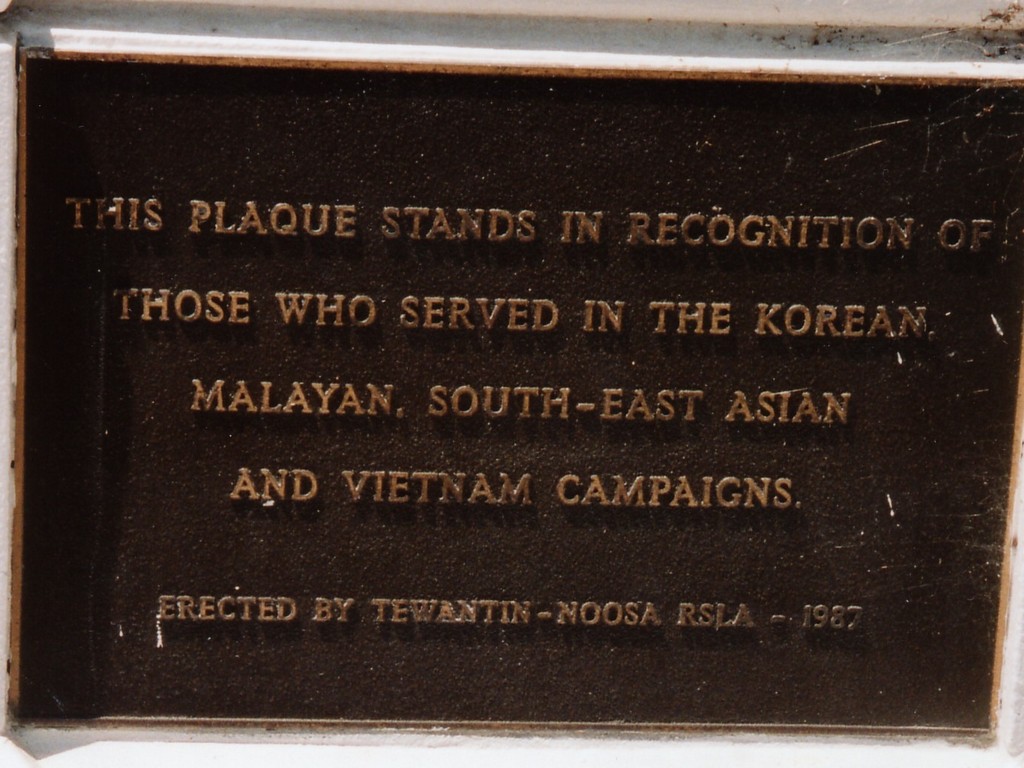 THIS PLAQUE STANDS IN RECOGNITION OF
THOSE WHO SERVED IN THE KOREAN,
MALAYAN, SOUTH-EAST ASIAN
AND VIETNAM CAMPAIGNS.
ERECTED BY TEWANTIN-NOOSA RSLA - 1987